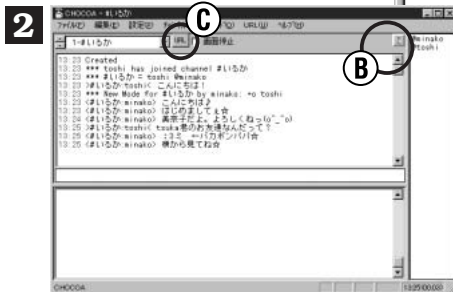 2
CHOCOA - #いるか
ファイル(F) 編集(E) 設定(S) URL(U) ヘルプ(H)
1-#いるか
URL
画面停止
C
B
@minako
@toshi
13:23 Created
13:23 *** toshi has joined channel #いるか
13:23 *** #いるか = toshi @minako
13:23 >#いるか:toshi< こんにちは!
13:23 *** New Mode for #いるか by minako: +o toshi
13:23 <#いるか:minako> こんにちは♪
13:23 <#いるか:minako> はじめましてぇ☆
13:24 <#いるか:minako> 美奈子だよ。よろしくねっ(o^_^o)
13:25 >#いるか:toshi< tsuka君のお友達なんだって?
13:25 <#いるか:minako> :3ミ ←バカボンパパ☆
13:25 <#いるか:minako> 横から見てね☆
CHOCOA